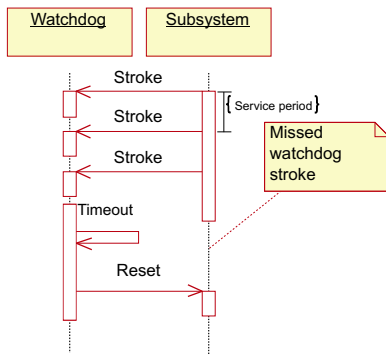 Watchdog Subsystem
Stroke
{ Service period }
Stroke
Missed
watchdog
stroke
Stroke
Timeout
Reset